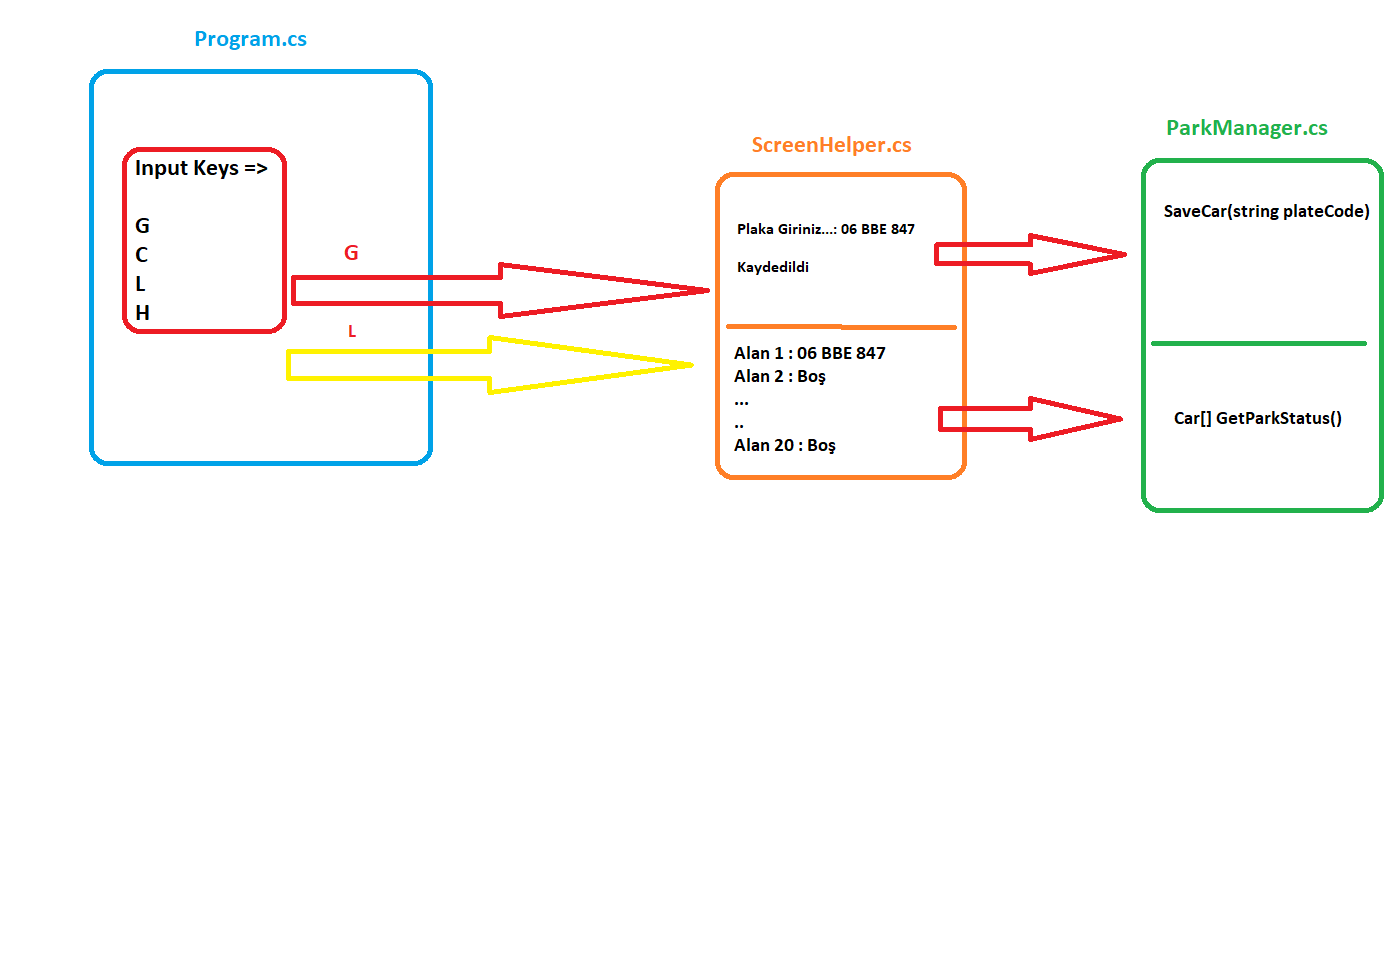 Program.cs
Input Keys =>
G
C
L
H
G
L
ScreenHelper.cs
Plaka Giriniz...: 06 BBE 847
Kaydedildi
Alan 1 : 06 BBE 847
Alan 2 : Boş
...
..
Alan 20 : Boş
ParkManager.cs
SaveCar(string plateCode)
Car[] GetParkStatus()